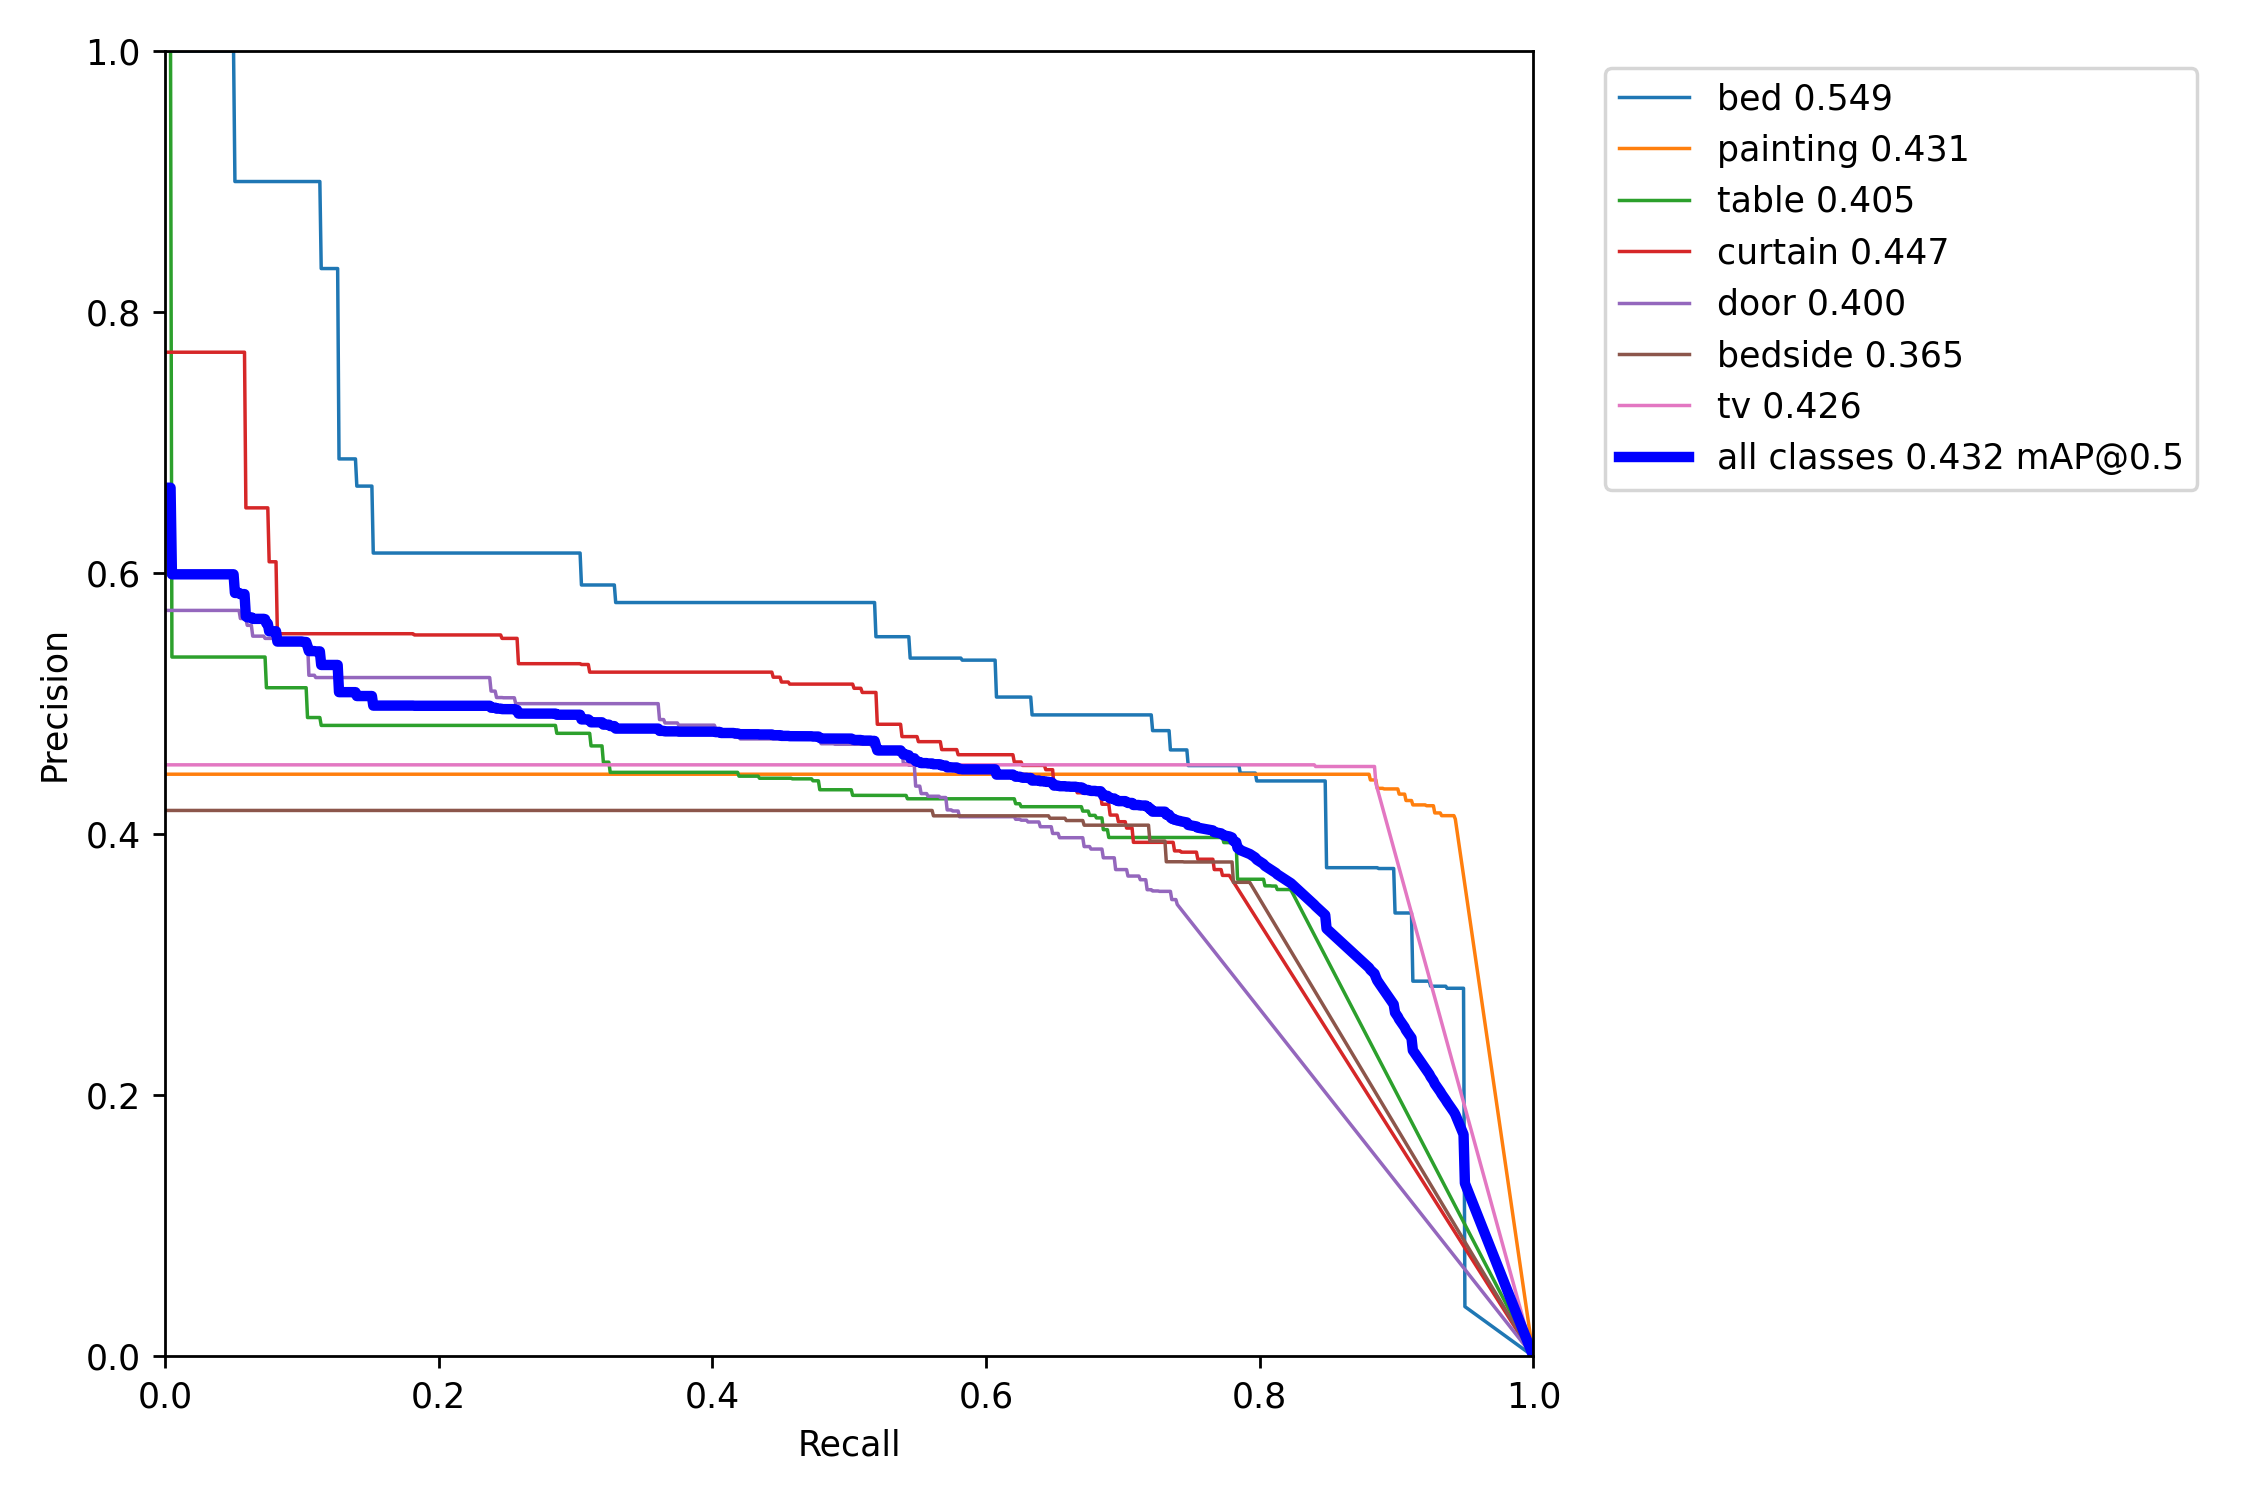 1.0
0.8
0.6
0.4
0.2
0.0
Precision
0.0 0.2 0.4 0.6 0.8 1.0
Recall
bed 0.549
painting 0.431
table 0.405
curtain 0.447
door 0.400
bedside 0.365
tv 0.426
all classes 0.432 mAP@0.5